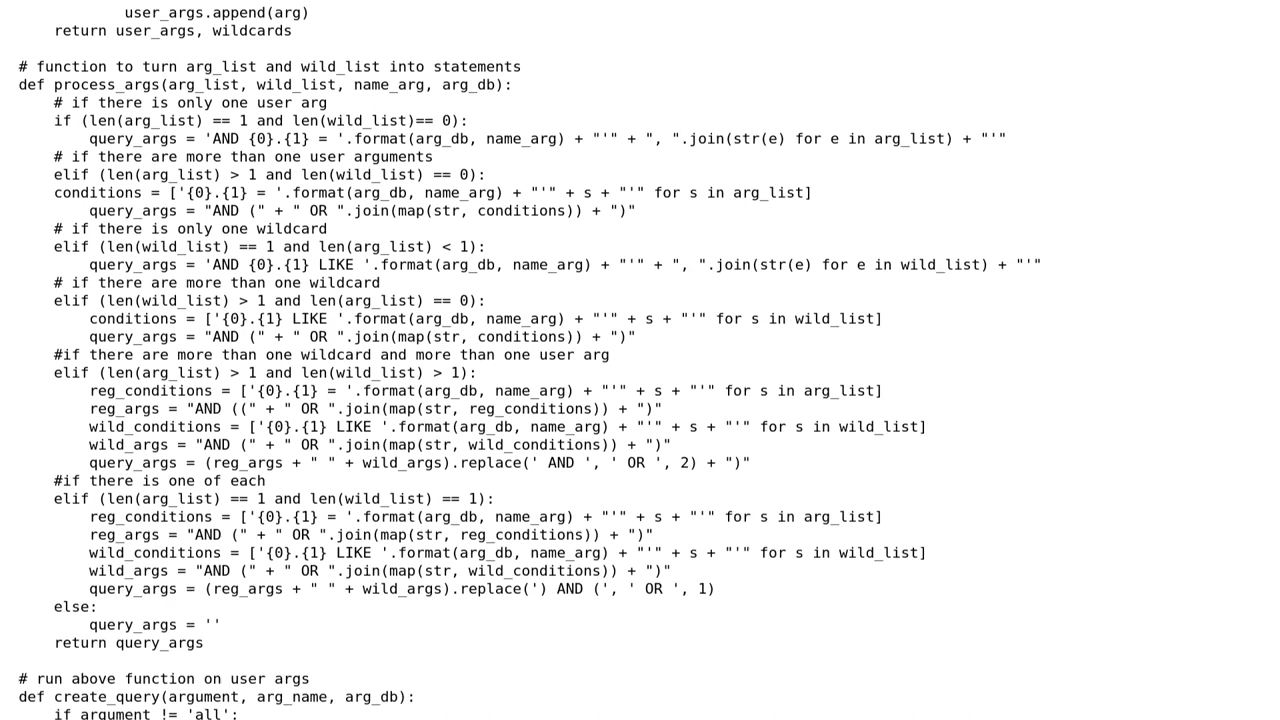 user_args.append(arg)
    return user_args, wildcards

# function to turn arg_list and wild_list into statements
def process_args(arg_list, wild_list, name_arg, arg_db):
    # if there is only one user arg
    if (len(arg_list) == 1 and len(wild_list)== 0):
        query_args = 'AND {0}.{1} = '.format(arg_db, name_arg) + "'" + ", ".join(str(e) for e in arg_list) + "'"
    # if there are more than one user arguments
    elif (len(arg_list) > 1 and len(wild_list) == 0):
    conditions = ['{0}.{1} = '.format(arg_db, name_arg) + "'" + s + "'" for s in arg_list]
        query_args = "AND (" + " OR ".join(map(str, conditions)) + ")"
    # if there is only one wildcard
    elif (len(wild_list) == 1 and len(arg_list) < 1):
        query_args = 'AND {0}.{1} LIKE '.format(arg_db, name_arg) + "'" + ", ".join(str(e) for e in wild_list) + "'"
    # if there are more than one wildcard
    elif (len(wild_list) > 1 and len(arg_list) == 0):
        conditions = ['{0}.{1} LIKE '.format(arg_db, name_arg) + "'" + s + "'" for s in wild_list]
        query_args = "AND (" + " OR ".join(map(str, conditions)) + ")"
    #if there are more than one wildcard and more than one user arg
    elif (len(arg_list) > 1 and len(wild_list) > 1):
        reg_conditions = ['{0}.{1} = '.format(arg_db, name_arg) + "'" + s + "'" for s in arg_list]
        reg_args = "AND ((" + " OR ".join(map(str, reg_conditions)) + ")"
        wild_conditions = ['{0}.{1} LIKE '.format(arg_db, name_arg) + "'" + s + "'" for s in wild_list]
        wild_args = "AND (" + " OR ".join(map(str, wild_conditions)) + ")"
        query_args = (reg_args + " " + wild_args).replace(' AND ', ' OR ', 2) + ")"
    #if there is one of each
    elif (len(arg_list) == 1 and len(wild_list) == 1):
        reg_conditions = ['{0}.{1} = '.format(arg_db, name_arg) + "'" + s + "'" for s in arg_list]
        reg_args = "AND (" + " OR ".join(map(str, reg_conditions)) + ")"
        wild_conditions = ['{0}.{1} LIKE '.format(arg_db, name_arg) + "'" + s + "'" for s in wild_list]
        wild_args = "AND (" + " OR ".join(map(str, wild_conditions)) + ")"
        query_args = (reg_args + " " + wild_args).replace(') AND (', ' OR ', 1)
    else:
        query_args = ''
    return query_args

# run above function on user args
def create_query(argument, arg_name, arg_db):
    if argument != 'all':